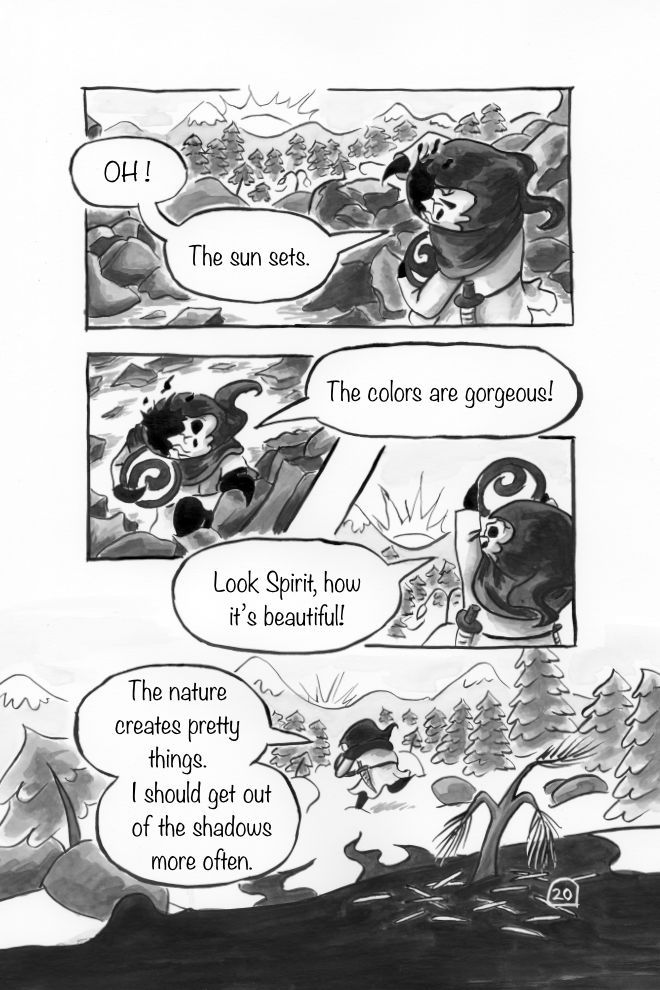 OH !
The sun sets.
The colors are gorgeous!
Look Spirit, how
it's beautiful!
The nature
creates pretty
things.
I should get out
of the shadows
more often.
20